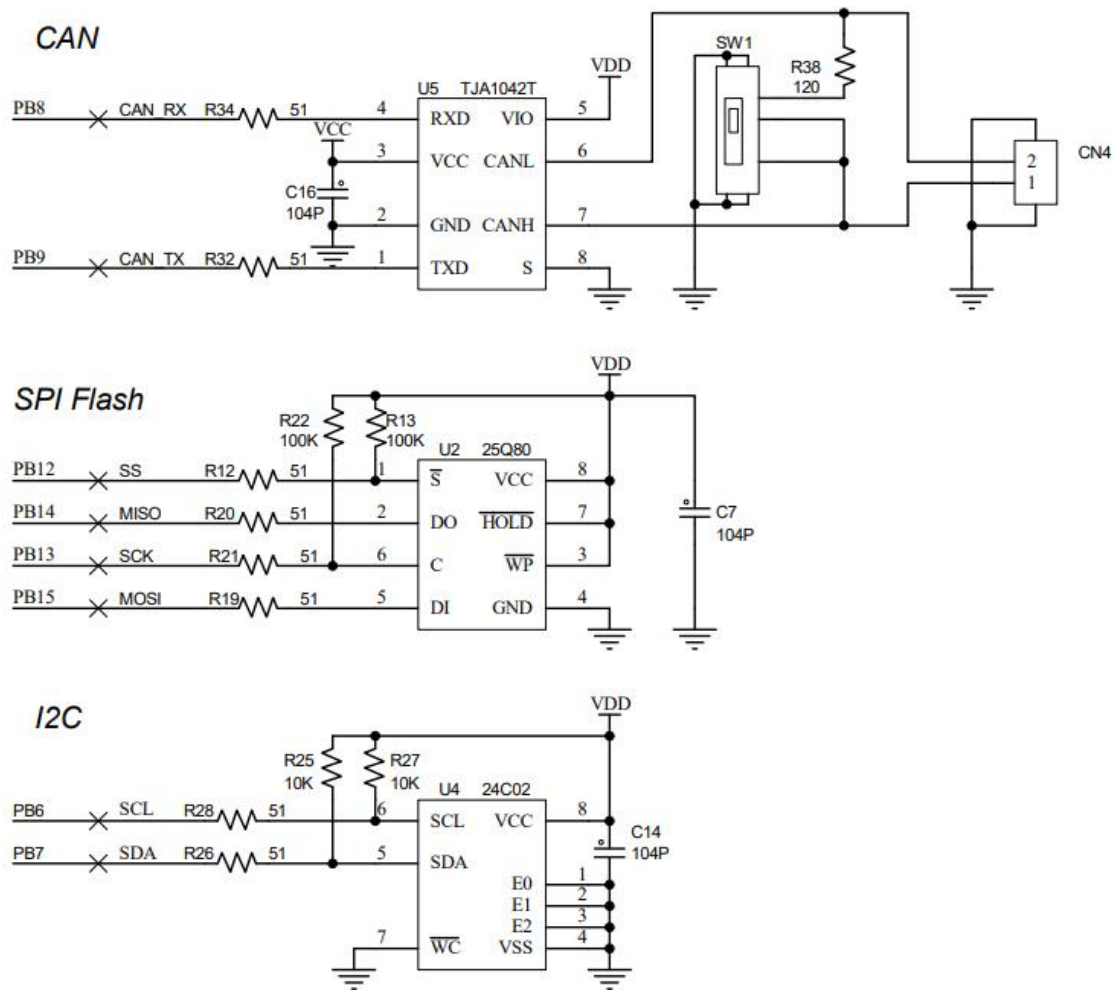 CAN
SW1
VDD
R38
120
U5 TJA1042T
PB8 CAN_RX R34 51 4 RXD VIO 5
VCC
3 VCC CANL 6
2 CN4
1
C16
104P
2 GND CANH 7
PB9 CAN_TX R32 51 1 TXD S 8
VDD
SPI Flash
R22 R13
100K 100K
U2 25Q80
PB12 SS R12 51 1 S VCC 8
PB14 MISO R20 51 2 DO HOLD 7
C7
104P
PB13 SCK R21 51 6 C WP 3
PB15 MOSI R19 51 5 DI GND 4
VDD
I2C
R25 R27
10K 10K
U4 24C02
PB6 SCL R28 51 6 SCL VCC 8
C14
104P
PB7 SDA R26 51 5 SDA
E0 1
E1 2
E2 3
7 WC VSS 4